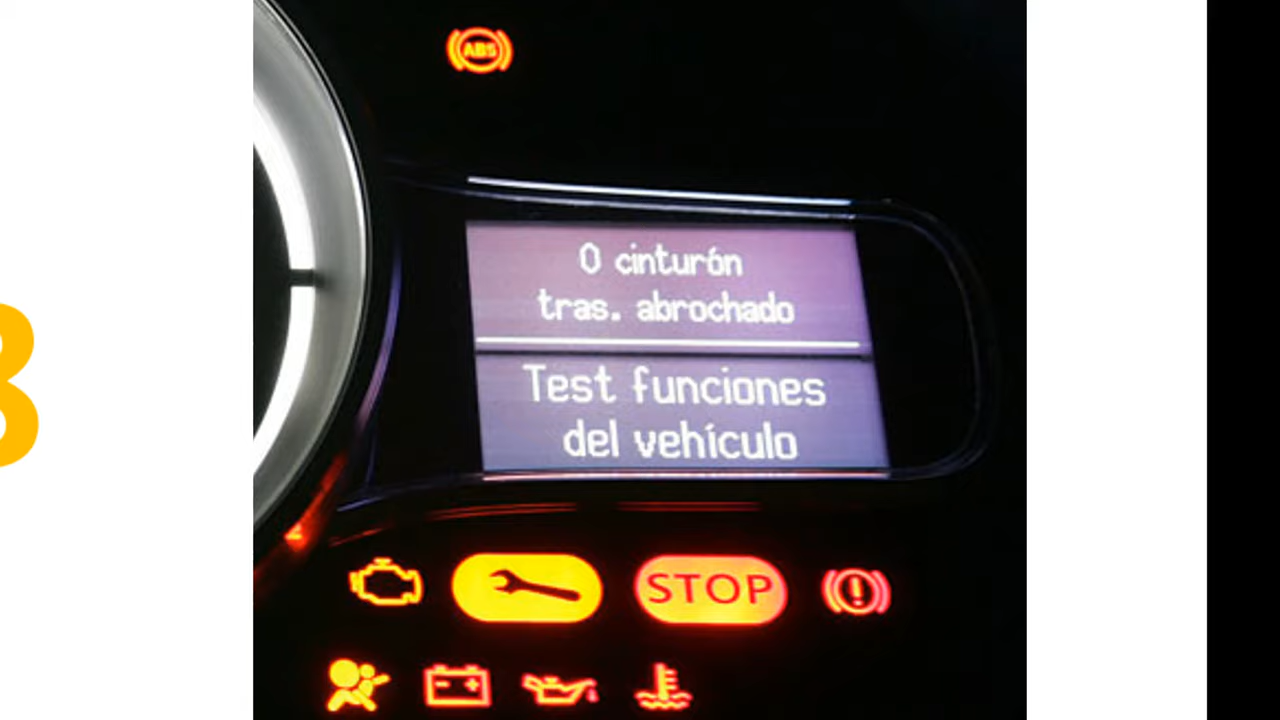 ABS
0 cinturón
tras. abrochado
Test funciones
del vehículo
STOP